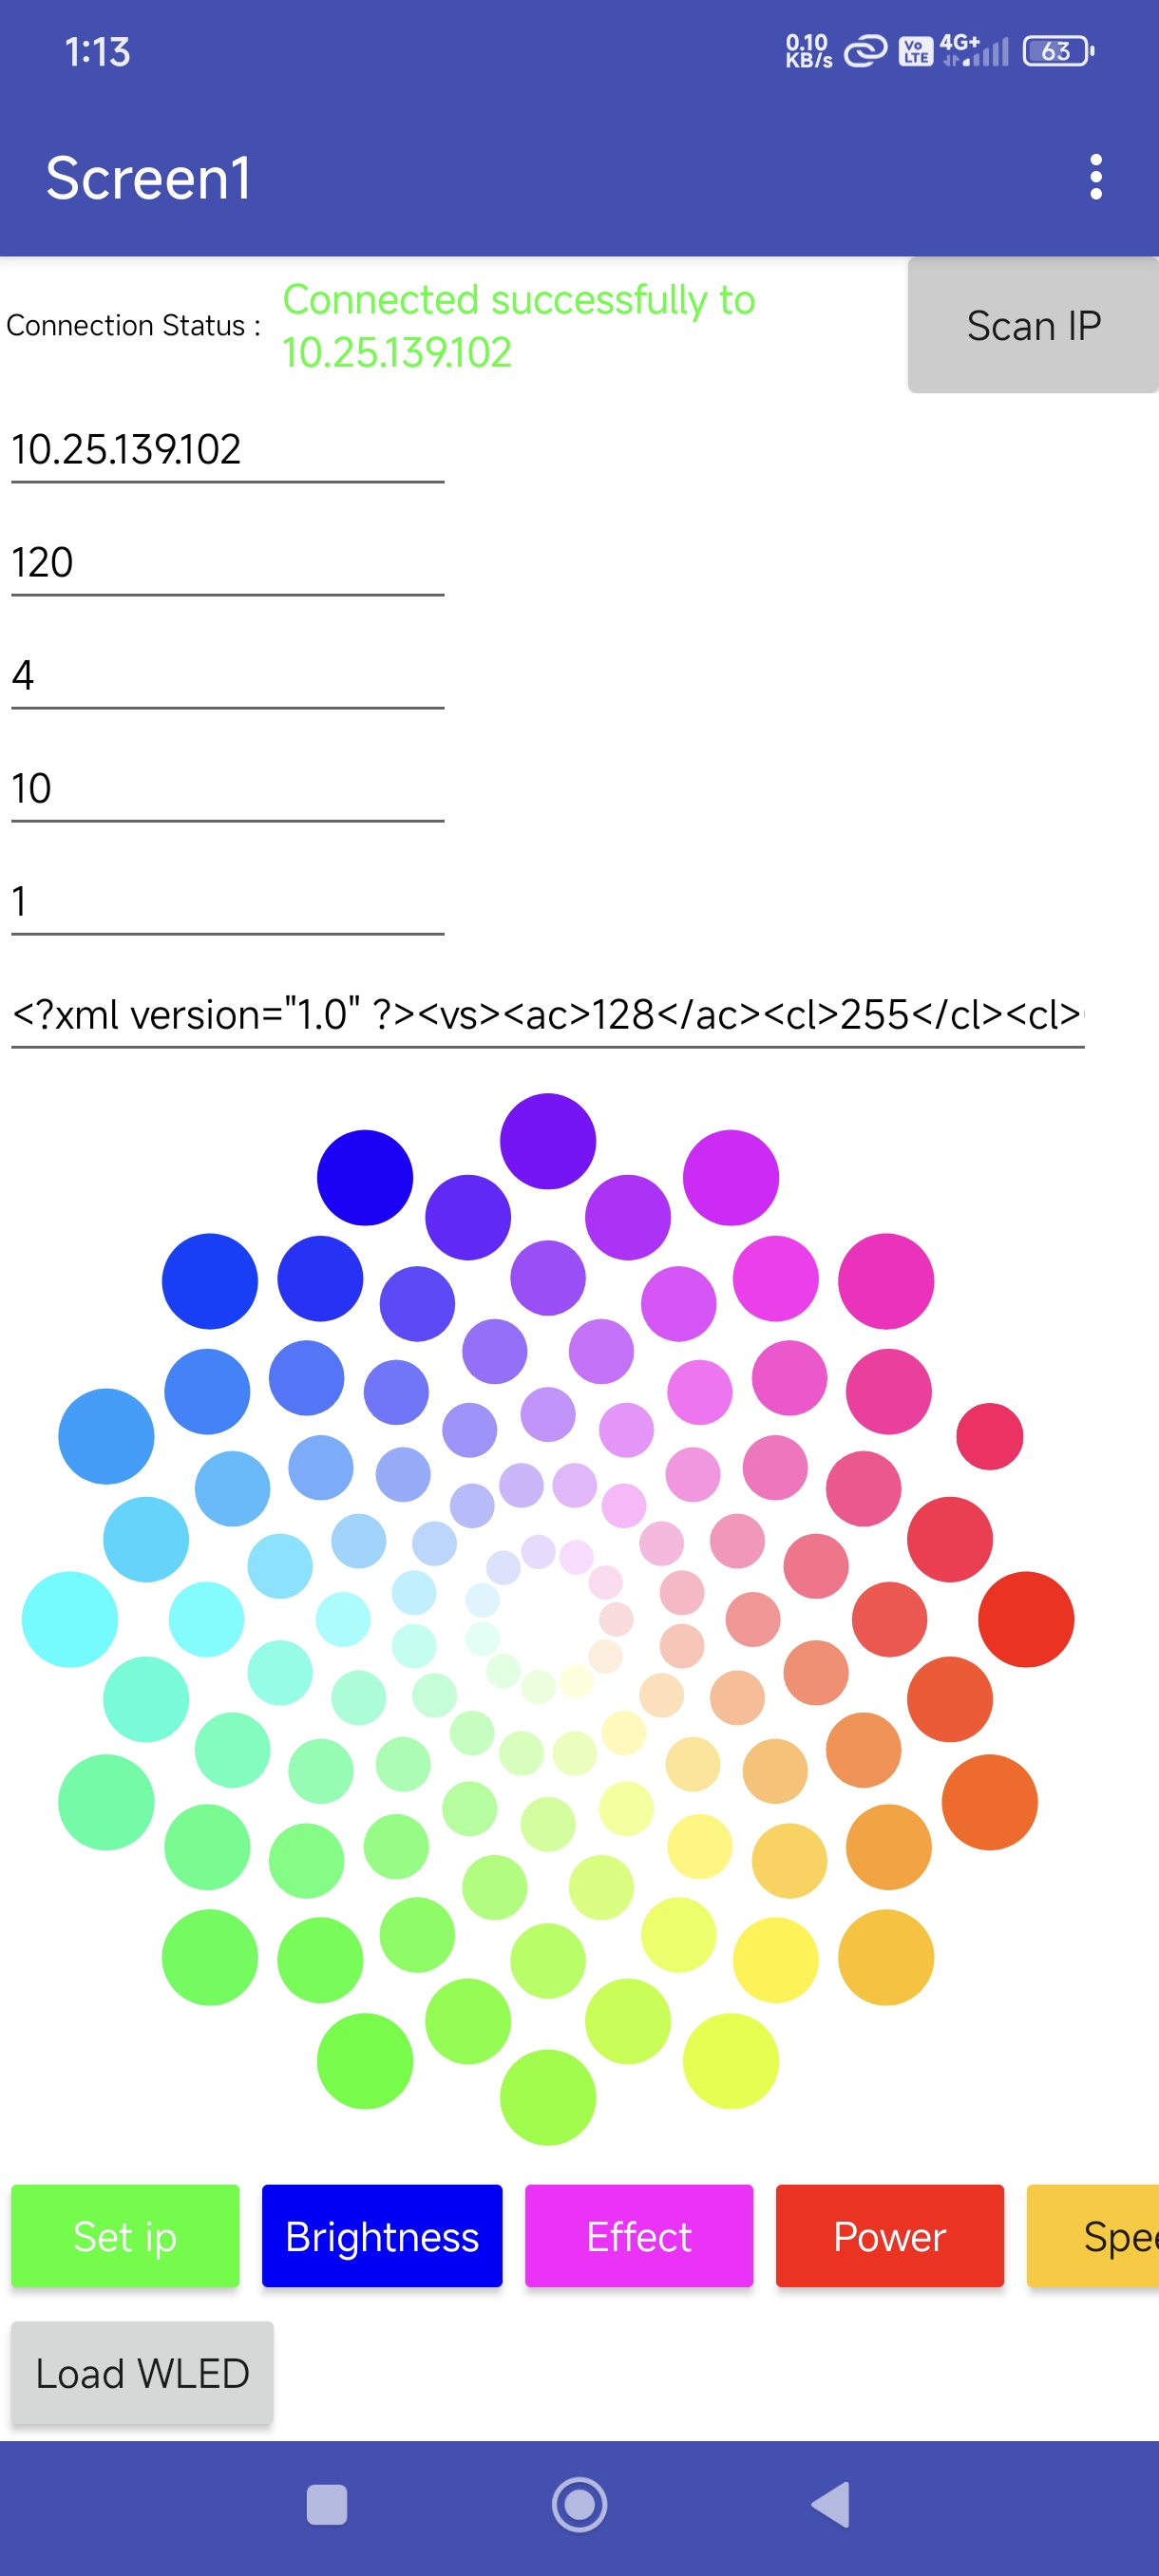 1:13
0.10
KB/s
Vo
LTE
4G+
63
Screen1
Connection Status :
Connected successfully to
10.25.139.102
Scan IP
10.25.139.102
120
4
10
1
<?xml version="1.0" ?><vs><ac>128</ac><cl>255</cl><cl>
Set ip
Brightness
Effect
Power
Spe
Load WLED